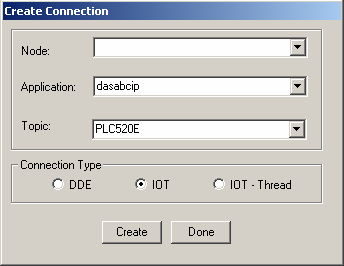 Create Connection
Node:
Application: dasabcip
Topic: PLC520E
Connection Type
DDE IOT IOT - Thread
Create Done